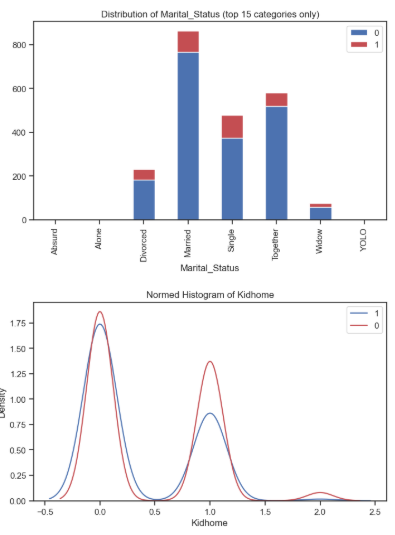 Distribution of Marital_Status (top 15 categories only)
0
1
800
600
400
200
0
Absurd
Alone
Divorced
Married
Single
Together
Widow
YOLO
Marital_Status
Normed Histogram of Kidhome
1
0
1.75
1.50
1.25
1.00
0.75
0.50
0.25
0.00
Density
−0.5
0.0
0.5
1.0
1.5
2.0
2.5
Kidhome